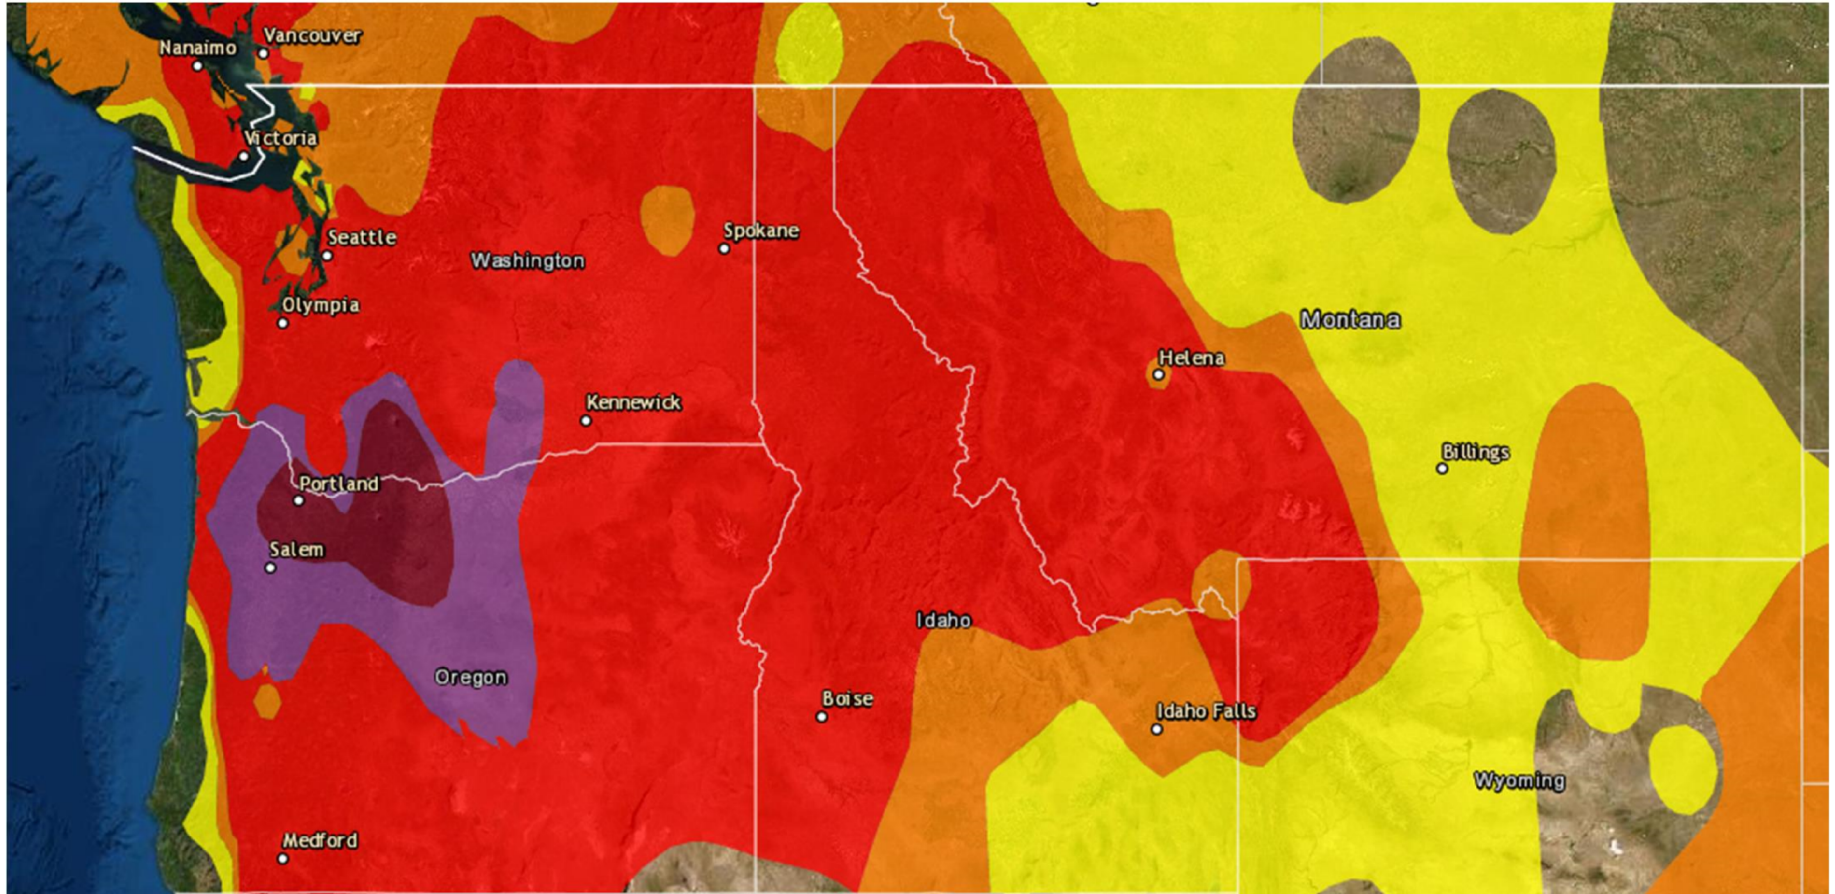 Vancouver
Nanaimo
Victoria
Seattle
Spokane
Washington
Olympia
Montana
Helena
Kennewick
Billings
Portland
Salem
Idaho
Oregon
Boise
Idaho Falls
Wyoming
Medford